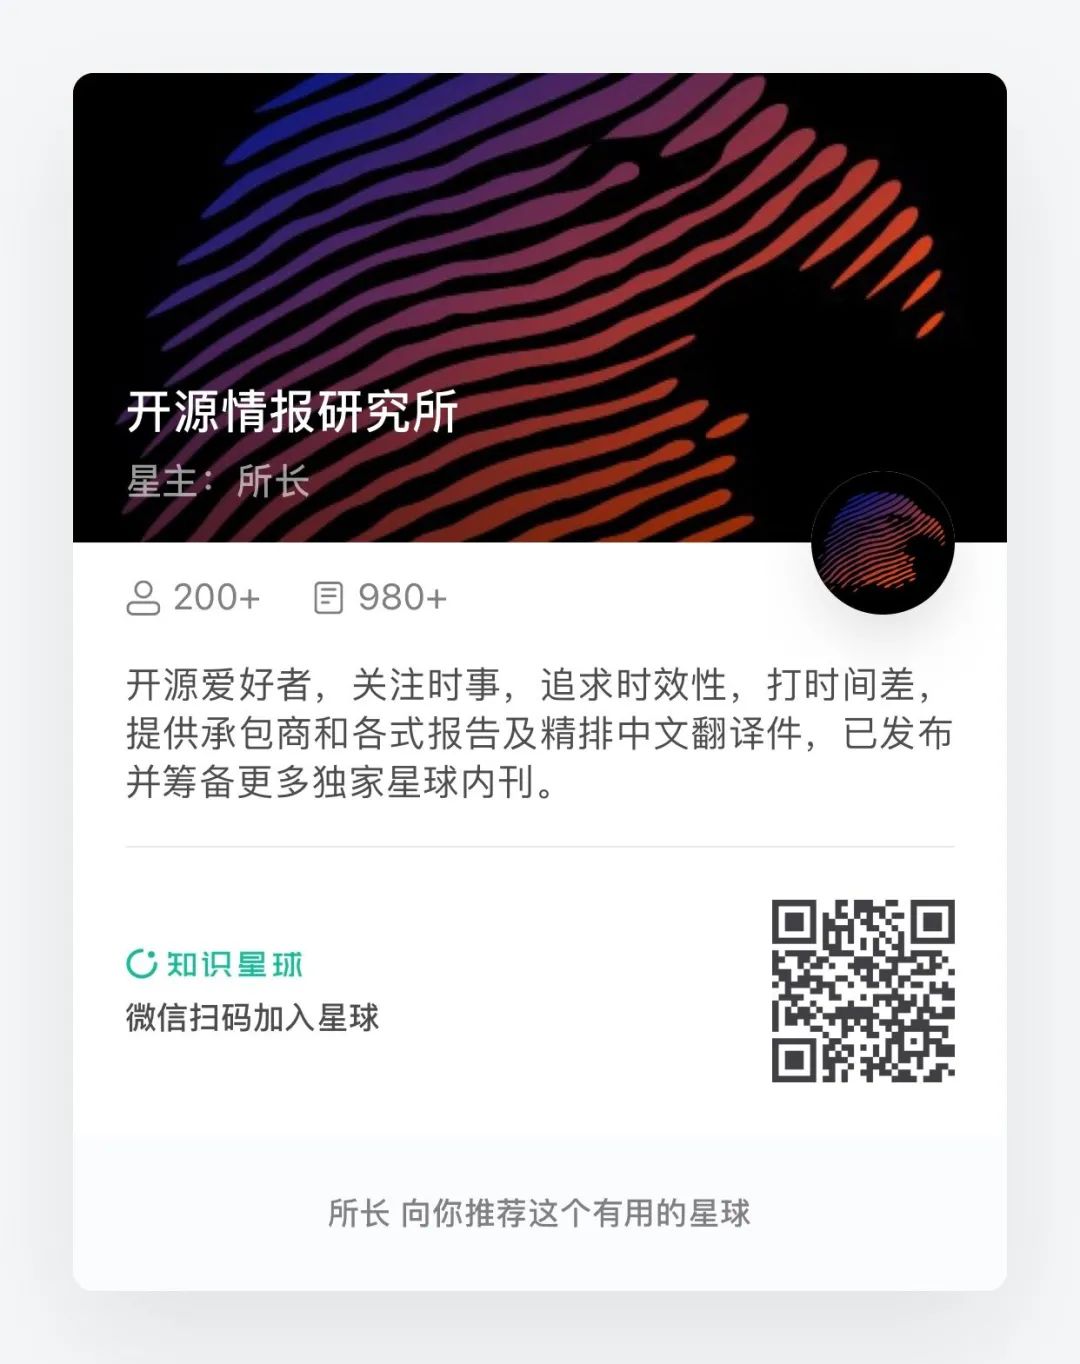 开源情报研究所
星主：所长
200+ 980+
开源爱好者，关注时事，追求时效性，打时间差，
提供承包商和各式报告及精排中文翻译件，已发布
并筹备更多独家星球内刊。
知识星球
微信扫码加入星球
所长 向你推荐这个有用的星球